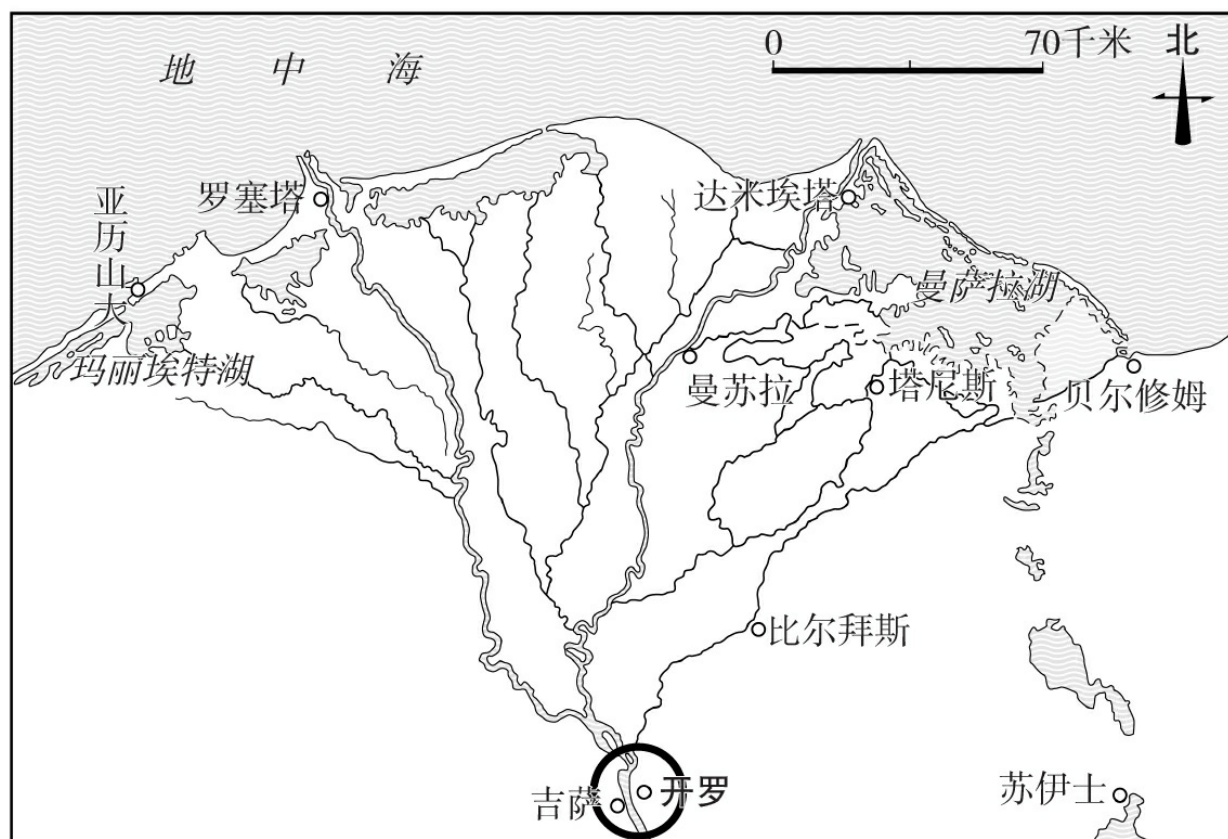 0 70千米 北
地中海
罗塞塔
达米埃塔
亚历山大
曼萨拉湖
玛丽埃特湖
曼苏拉
塔尼斯
贝尔修姆
比尔拜斯
吉萨
开罗
苏伊士